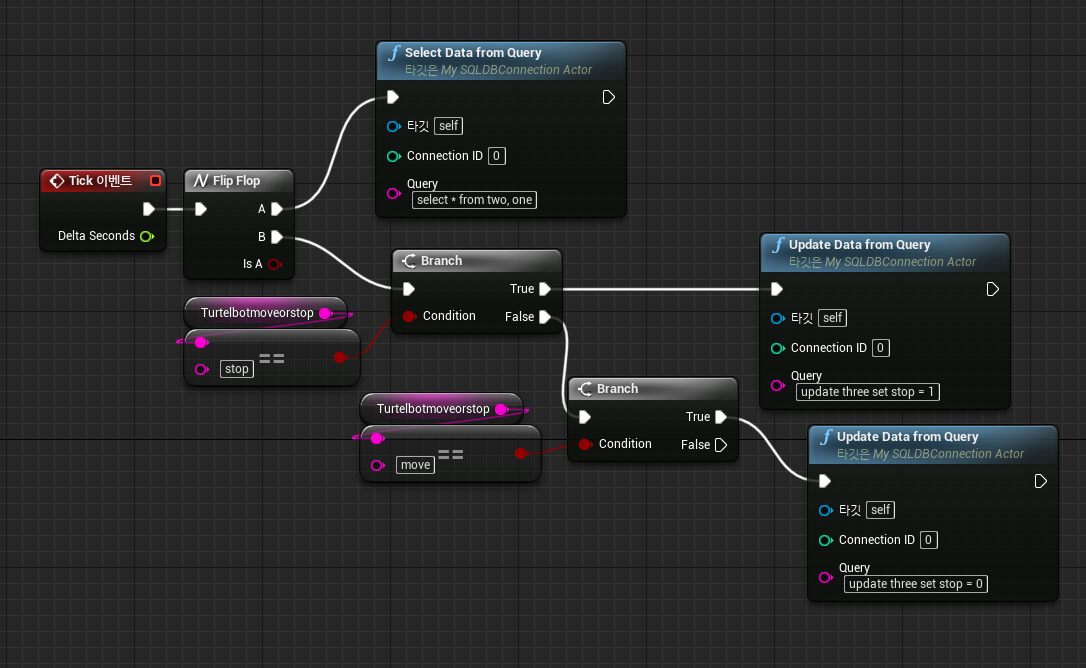 Select Data from Query
타깃은 My SQLDBConnection Actor
타깃 self
Connection ID 0
Query
select * from two, one
Tick 이벤트
Delta Seconds
Flip Flop
A
B
Is A
Branch
True
Condition
False
Turtelbotmoveorstop
stop ==
Update Data from Query
타깃은 My SQLDBConnection Actor
타깃 self
Connection ID 0
Query
update three set stop = 1
Turtelbotmoveorstop
move ==
Branch
True
Condition
False
Update Data from Query
타깃은 My SQLDBConnection Actor
타깃 self
Connection ID 0
Query
update three set stop = 0